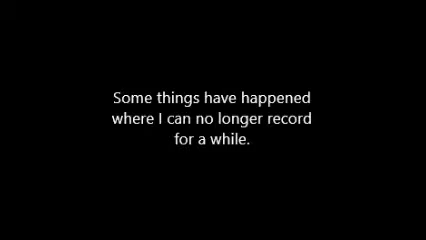 Some things have happened
where I can no longer record
for a while.